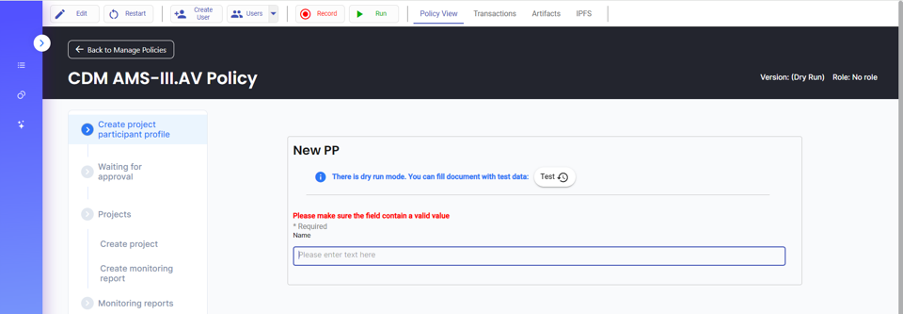 Edit
Restart
Create
User
Users
Record
Run
Policy View
Transactions
Artifacts
IPFS
Back to Manage Policies
CDM AMS-III.AV Policy
Version: (Dry Run) Role: No role
Create project
participant profile
Waiting for
approval
Projects
Create project
Create monitoring
report
Monitoring reports
New PP
There is dry run mode. You can fill document with test data:
Test
Please make sure the field contain a valid value
* Required
Name
Please enter text here